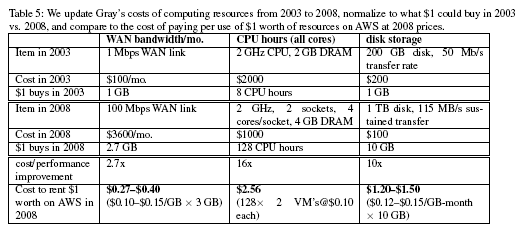 Table 5: We update Gray's costs of computing resources from 2003 to 2008, normalize to what $1 could buy in 2003
vs. 2008, and compare to the cost of paying per use of $1 worth of resources on AWS at 2008 prices.
WAN bandwidth/mo. CPU hours (all cores) disk storage
Item in 2003 1 Mbps WAN link 2 GHz CPU, 2 GB DRAM 200 GB disk, 50 Mb/s
transfer rate
Cost in 2003 $100/mo. $2000 $200
$1 buys in 2003 1 GB 8 CPU hours 1 GB
Item in 2008 100 Mbps WAN link 2 GHz, 2 sockets, 4 1 TB disk, 115 MB/s sus-
cores/socket, 4 GB DRAM tained transfer
Cost in 2008 $3600/mo. $1000 $100
$1 buys in 2008 2.7 GB 128 CPU hours 10 GB
cost/performance 2.7x 16x 10x
improvement
Cost to rent $1 $0.27–$0.40 $2.56 $1.20–$1.50
worth on AWS in ($0.10–$0.15/GB × 3 GB) (128× 2 VM's@$0.10 ($0.12–$0.15/GB-month
2008 each) × 10 GB)